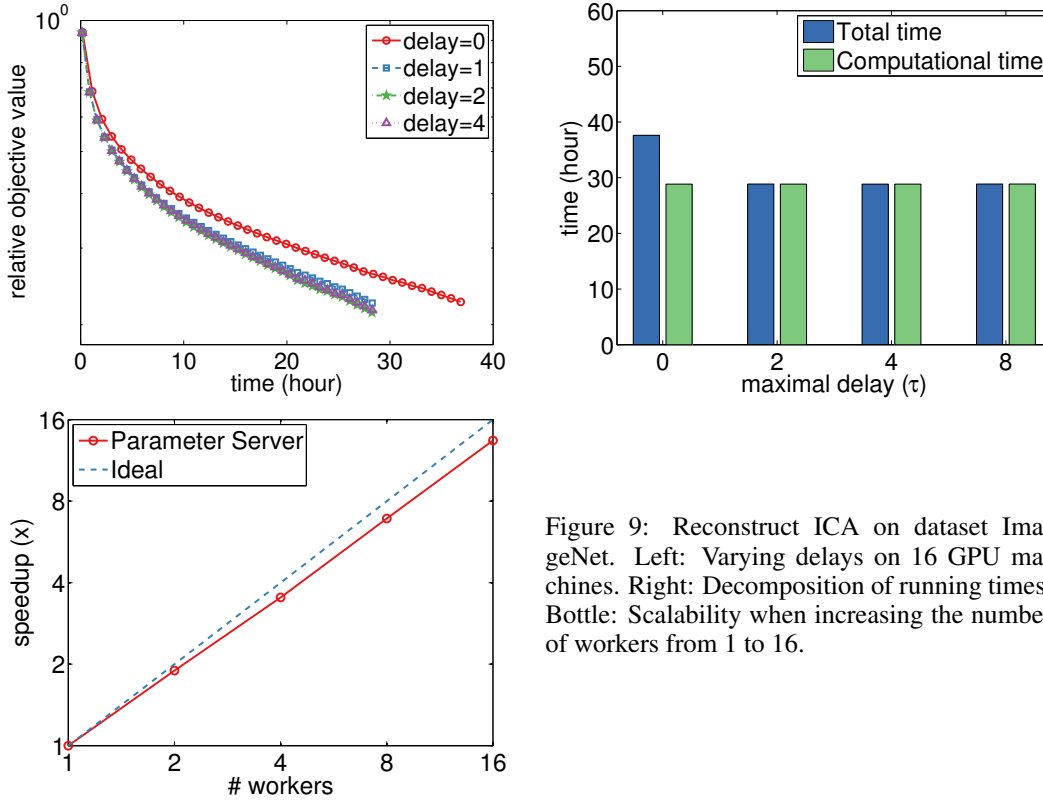 10^0
relative objective value
delay=0
delay=1
delay=2
delay=4
0 10 20 30 40
time (hour)
60
50
40
30
20
10
0
time (hour)
Total time
Computational time
0 2 4 8
maximal delay (τ)
16
8
4
2
1
speedup (x)
Parameter Server
Ideal
1 2 4 8 16
# workers
Figure 9: Reconstruct ICA on dataset Ima-
geNet. Left: Varying delays on 16 GPU ma-
chines. Right: Decomposition of running times
Bottle: Scalability when increasing the numbe
of workers from 1 to 16.